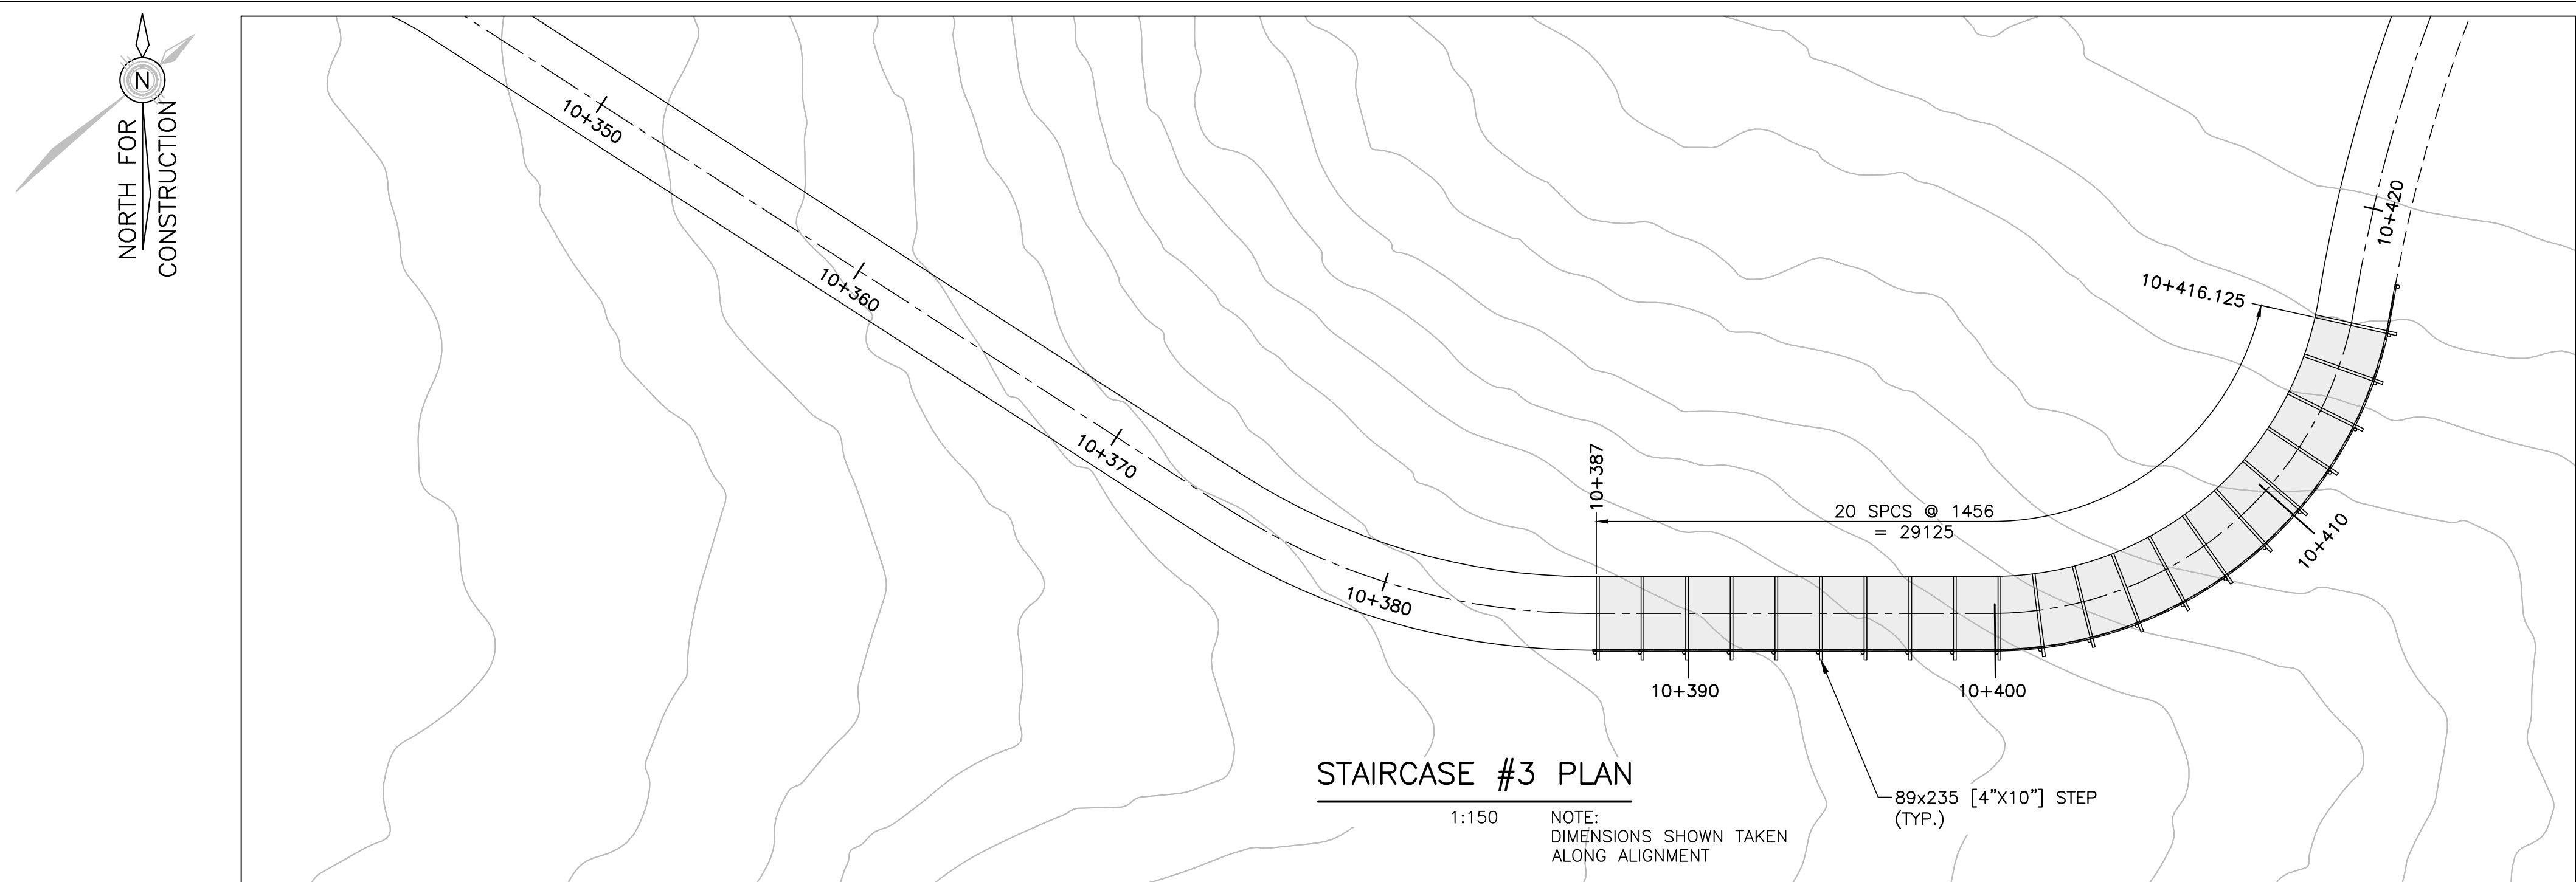 N
NORTH FOR
CONSTRUCTION
10+350
10+360
10+370
10+380
10+387
20 SPCS @ 1456
= 29125
10+416.125
10+420
10+410
10+390
10+400
STAIRCASE #3 PLAN
1:150
NOTE:
DIMENSIONS SHOWN TAKEN
ALONG ALIGNMENT
89x235 [4"X10"] STEP
(TYP.)